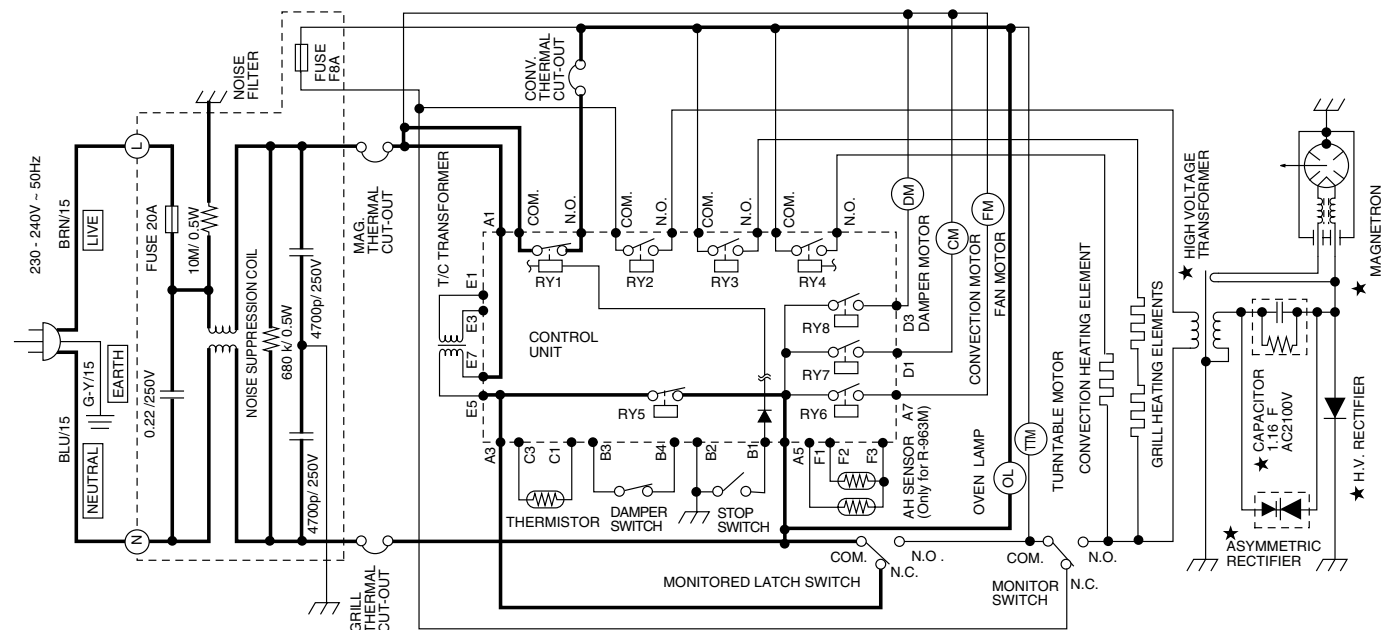 230 - 240V ~ 50Hz
BRN/15
LIVE
G-Y/15
EARTH
BLU/15
NEUTRAL
L
N
NOISE
FILTER
FUSE
F8A
FUSE 20A
10M/ 0.5W
0.22 /250V
NOISE SUPPRESSION COIL
680 k/ 0.5W
4700p/ 250V
4700p/ 250V
MAG.
THERMAL
CUT-OUT
GRILL
THERMAL
CUT-OUT
T/C TRANSFORMER
CONV.
THERMAL
CUT-OUT
A1
COM.
N.O.
COM.
N.O.
COM.
N.O.
COM.
N.O.
E1
E3
E7
E5
RY1
RY2
RY3
RY4
CONTROL
UNIT
RY8
RY7
RY6
RY5
D3
D1
A7
A3
C3
C1
B3
B4
B2
B1
A5
F1
F2
F3
THERMISTOR
DAMPER
SWITCH
STOP
SWITCH
AH SENSOR
(Only for R-963M)
DM
CM
FM
DAMPER MOTOR
CONVECTION MOTOR
FAN MOTOR
OVEN LAMP
OL
TTM
TURNTABLE MOTOR
CONVECTION HEATING ELEMENT
GRILL HEATING ELEMENTS
COM.
N.O .
N.C.
MONITORED LATCH SWITCH
COM.
N.O.
N.C.
MONITOR
SWITCH
★ HIGH VOLTAGE
TRANSFORMER
★ MAGNETRON
★ CAPACITOR
1.16 F
AC2100V
★ H.V. RECTIFIER
★ ASYMMETRIC
RECTIFIER